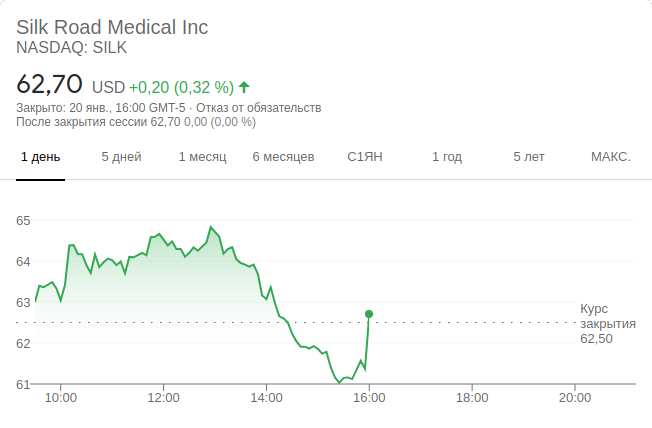 Silk Road Medical Inc
NASDAQ: SILK
62,70 USD +0,20 (0,32 %)
Закрыто: 20 янв., 16:00 GMT-5 · Отказ от обязательств
После закрытия сессии 62,70 0,00 (0,00 %)
1 день 5 дней 1 месяц 6 месяцев С1ЯН 1 год 5 лет МАКС.
65
64
63
Курс
закрытия
62,50
62
61
10:00 12:00 14:00 16:00 18:00 20:00